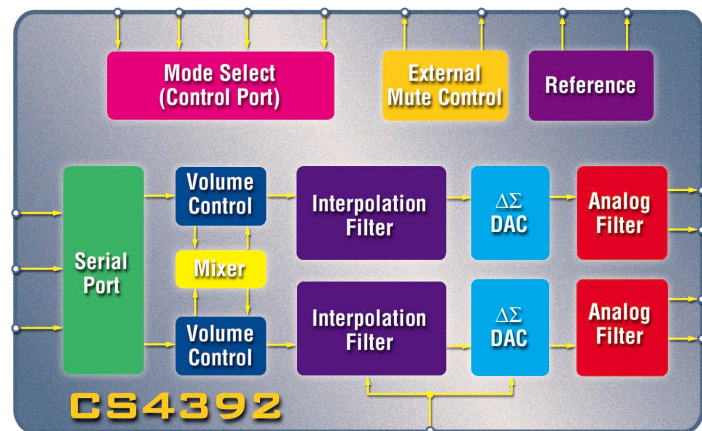 Mode Select
(Control Port)
External
Mute Control
Reference
Serial
Port
Volume
Control
Mixer
Volume
Control
Interpolation
Filter
ΔΣ
DAC
Analog
Filter
Interpolation
Filter
ΔΣ
DAC
Analog
Filter
CS4392